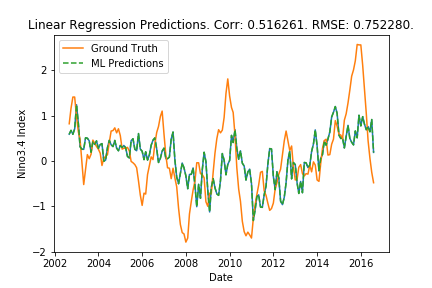 Linear Regression Predictions. Corr: 0.516261. RMSE: 0.752280.
Ground Truth
ML Predictions
2
1
0
−1
−2
Nino3.4 Index
2002 2004 2006 2008 2010 2012 2014 2016
Date